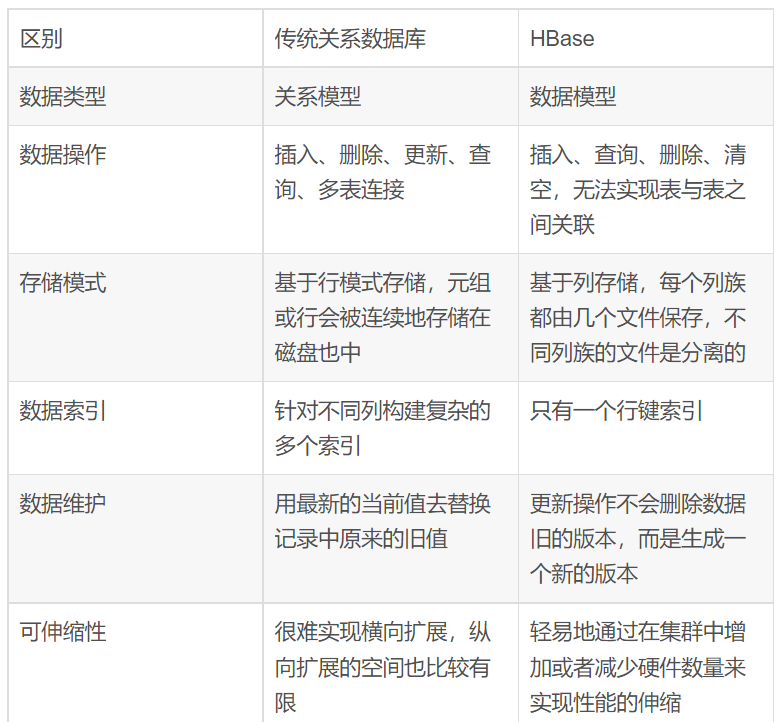 区别
传统关系数据库
HBase
数据类型
关系模型
数据模型
数据操作
插入、删除、更新、查
询、多表连接
插入、查询、删除、清
空，无法实现表与表之
间关联
存储模式
基于行模式存储，元组
或行会被连续地存储在
磁盘也中
基于列存储，每个列族
都由几个文件保存，不
同列族的文件是分离的
数据索引
针对不同列构建复杂的
多个索引
只有一个行键索引
数据维护
用最新的当前值去替换
记录中原来的旧值
更新操作不会删除数据
旧的版本，而是生成一
个新的版本
可伸缩性
很难实现横向扩展，纵
向扩展的空间也比较有
限
轻易地通过在集群中增
加或者减少硬件数量来
实现性能的伸缩